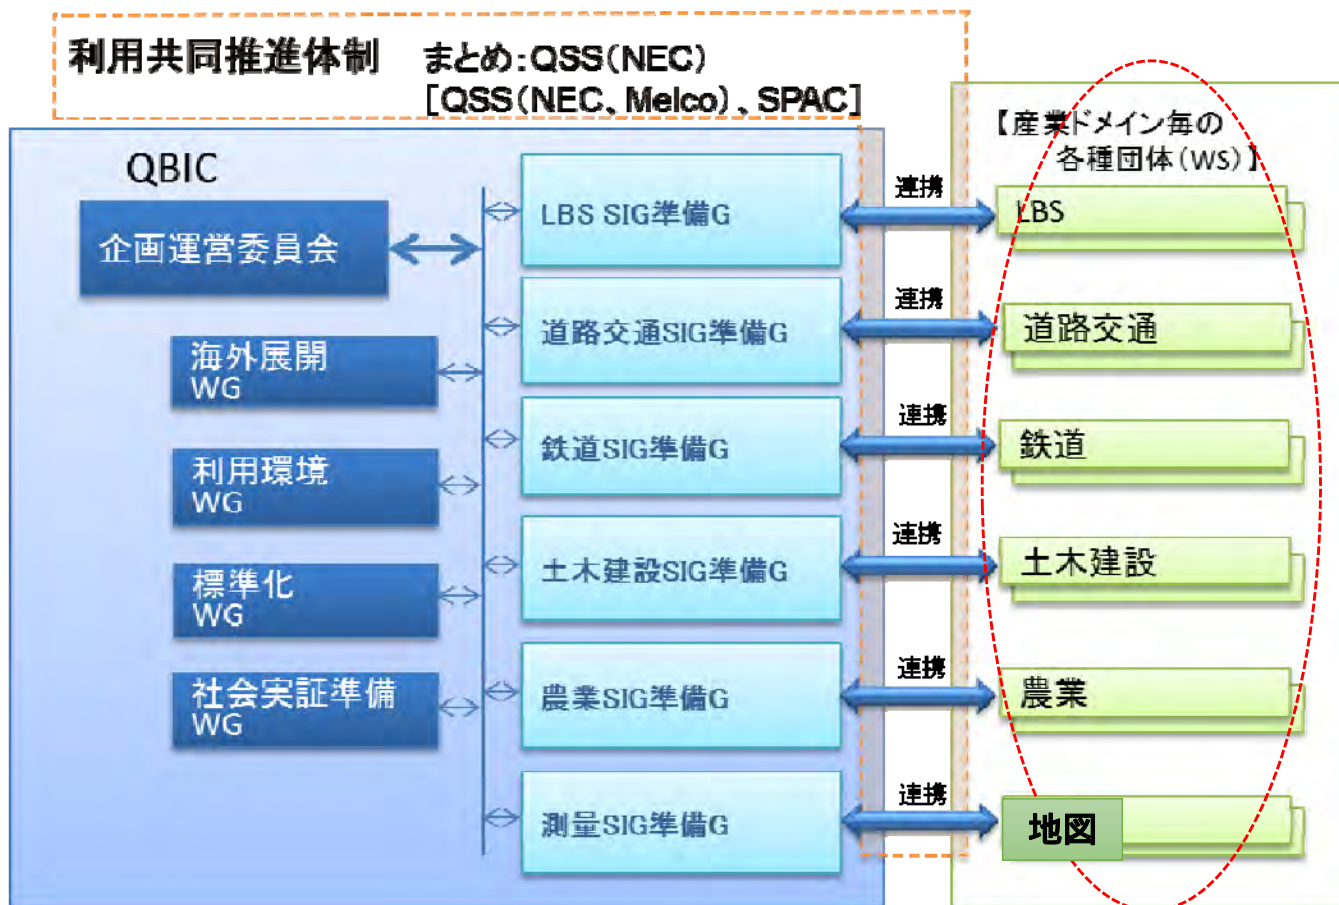 利用共同推進体制 まとめ:QSS(NEC)
[QSS(NEC、Melco)、SPAC]
QBIC
企画運営委員会
海外展開
WG
利用環境
WG
標準化
WG
社会実証準備
WG
LBS SIG準備G
道路交通SIG準備G
鉄道SIG準備G
土木建設SIG準備G
農業SIG準備G
測量SIG準備G
連携
連携
連携
連携
連携
連携
【産業ドメイン毎の
各種団体(WS)】
LBS
道路交通
鉄道
土木建設
農業
地図